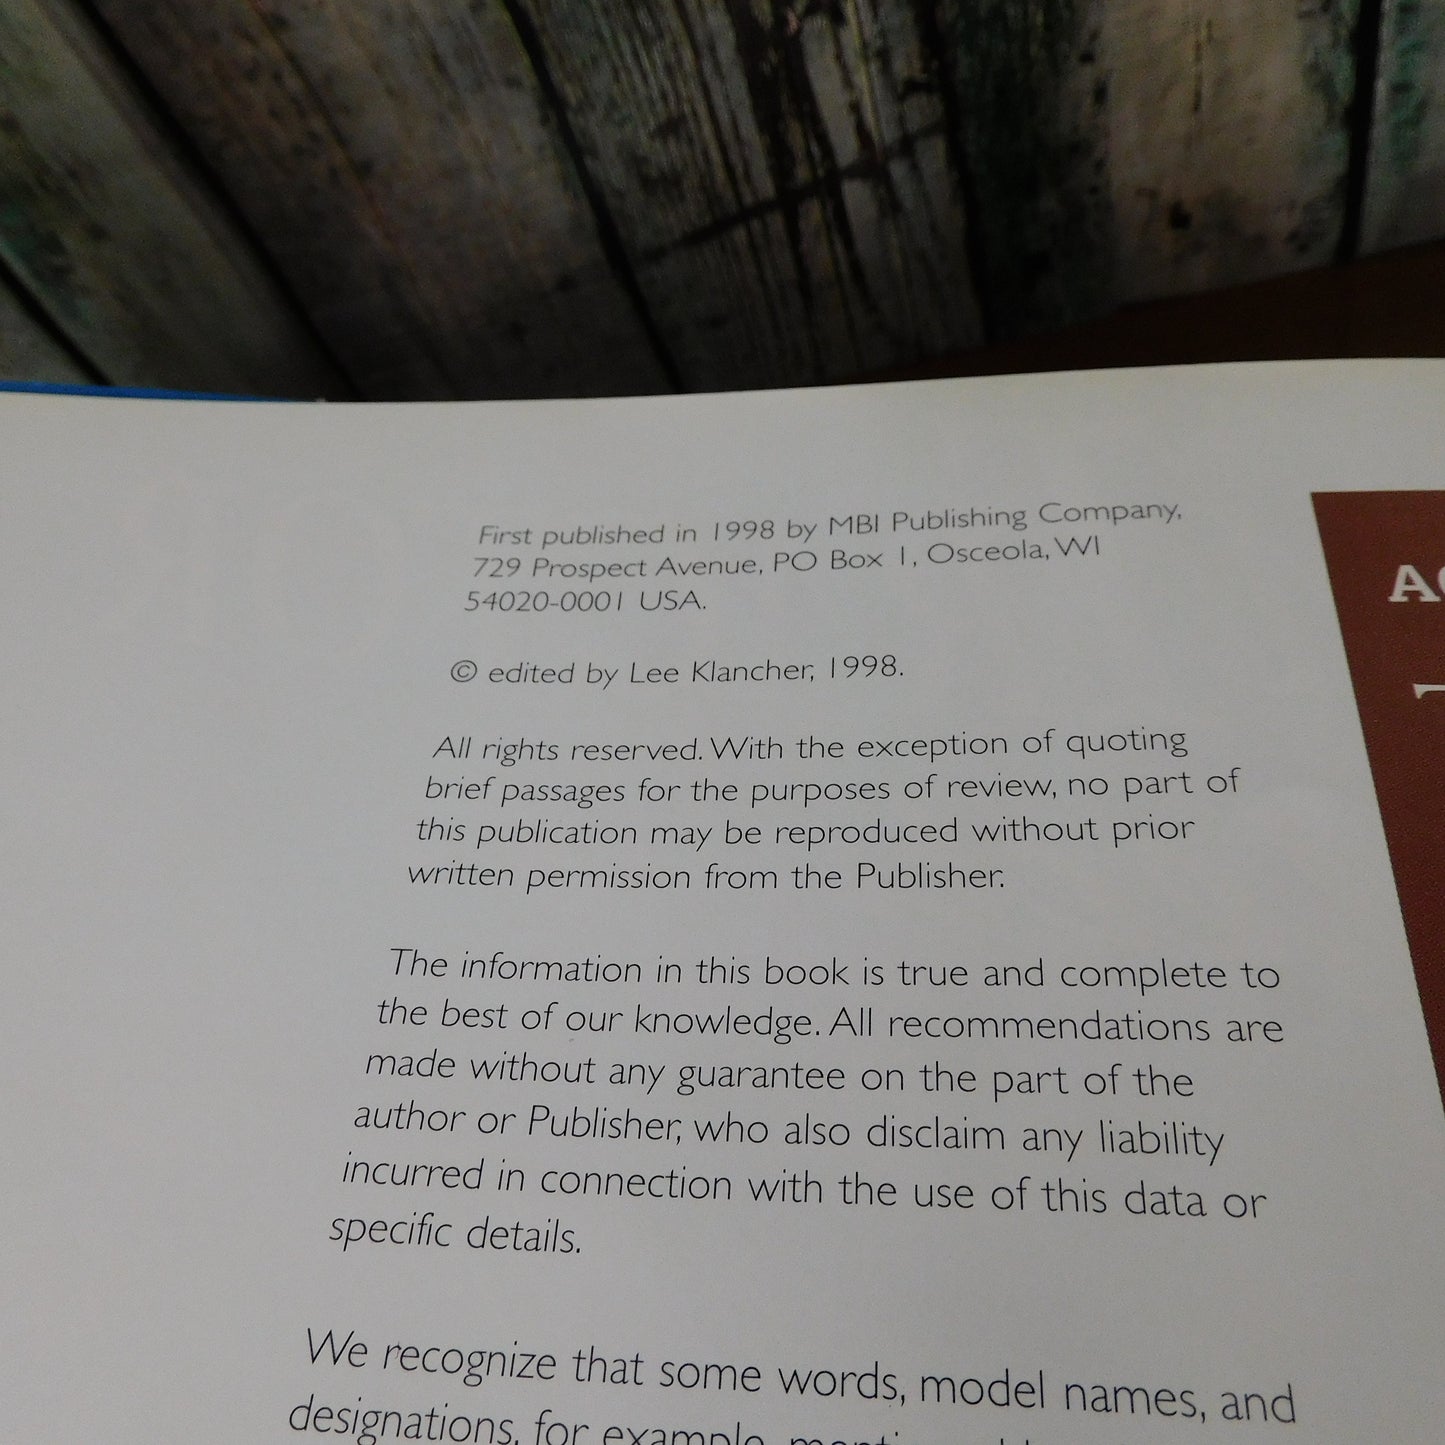 First published in 1998 by MBI Publishing Company,
729 Prospect Avenue, PO Box 1, Osceola, WI
54020-0001 USA.
© edited by Lee Klancher, 1998.
All rights reserved. With the exception of quoting
brief passages for the purposes of review, no part of
this publication may be reproduced without prior
written permission from the Publisher.
The information in this book is true and complete to
the best of our knowledge. All recommendations are
made without any guarantee on the part of the
author or Publisher, who also disclaim any liability
incurred in connection with the use of this data or
specific details.
We recognize that some words, model names, and
designations, for example,